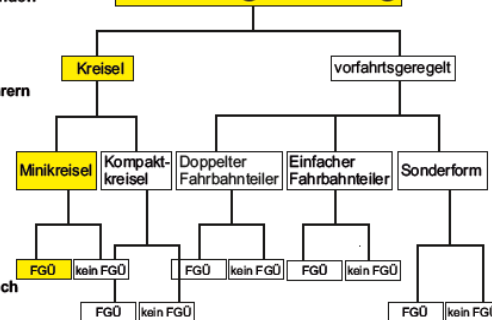 Kreisel
vorfahrtsgeregelt
Minikreisel
Kompakt-
kreisel
Doppelter
Fahrbahnteiler
Einfacher
Fahrbahnteiler
Sonderform
FGÜ
kein FGÜ
FGÜ
kein FGÜ
FGÜ
kein FGÜ
ch
FGÜ
kein FGÜ
FGÜ
kein FGÜ